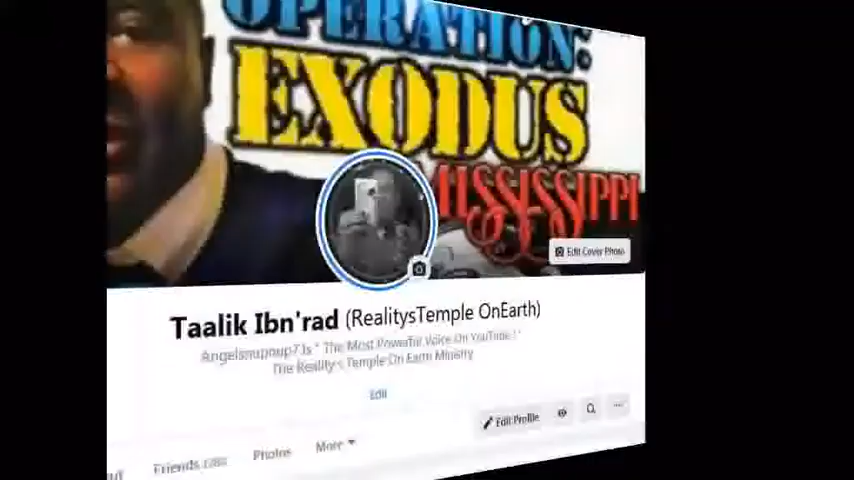 OPERATION:
EXODUS
MISSISSIPPI
Edit Cover Photo
Taalik Ibn'rad (RealitysTemple OnEarth)
Angelsnupnup7 Is " The Most Powerful Voice On YouTube ! "
The Reality's Temple On Earth Ministry
Edit
Edit Profile
Friends
Photos
More